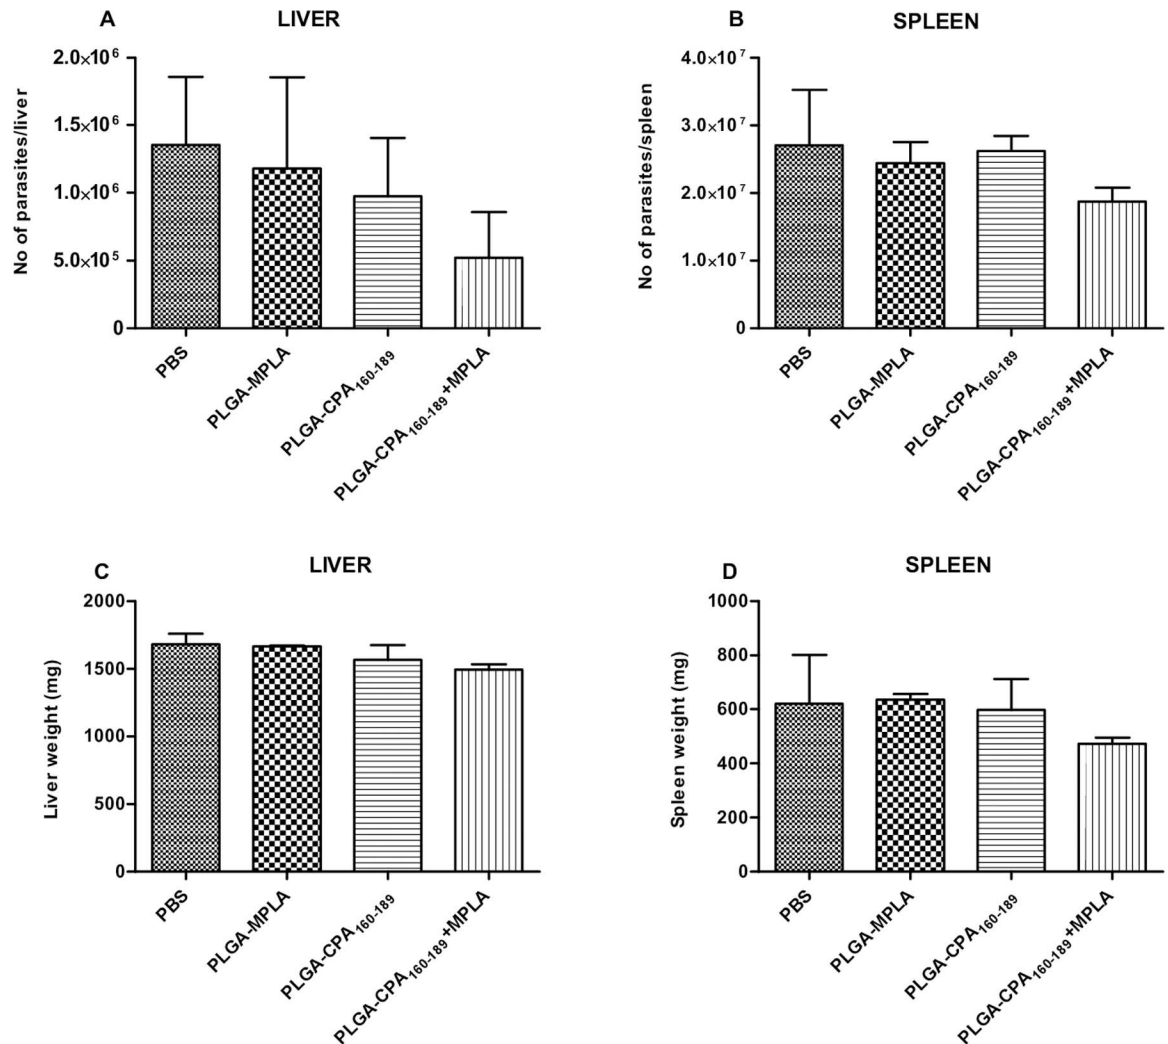 A
LIVER
No of parasites/liver
2.0×10⁶
1.5×10⁶
1.0×10⁶
5.0×10⁵
0
PBS
PLGA-MPLA
PLGA-CPA₁₆₀₋₁₈₉
PLGA-CPA₁₆₀₋₁₈₉+MPLA
B
SPLEEN
No of parasites/spleen
4.0×10⁷
3.0×10⁷
2.0×10⁷
1.0×10⁷
0
PBS
PLGA-MPLA
PLGA-CPA₁₆₀₋₁₈₉
PLGA-CPA₁₆₀₋₁₈₉+MPLA
C
LIVER
Liver weight (mg)
2000
1500
1000
500
0
PBS
PLGA-MPLA
PLGA-CPA₁₆₀₋₁₈₉
PLGA-CPA₁₆₀₋₁₈₉+MPLA
D
SPLEEN
Spleen weight (mg)
1000
800
600
400
200
0
PBS
PLGA-MPLA
PLGA-CPA₁₆₀₋₁₈₉
PLGA-CPA₁₆₀₋₁₈₉+MPLA